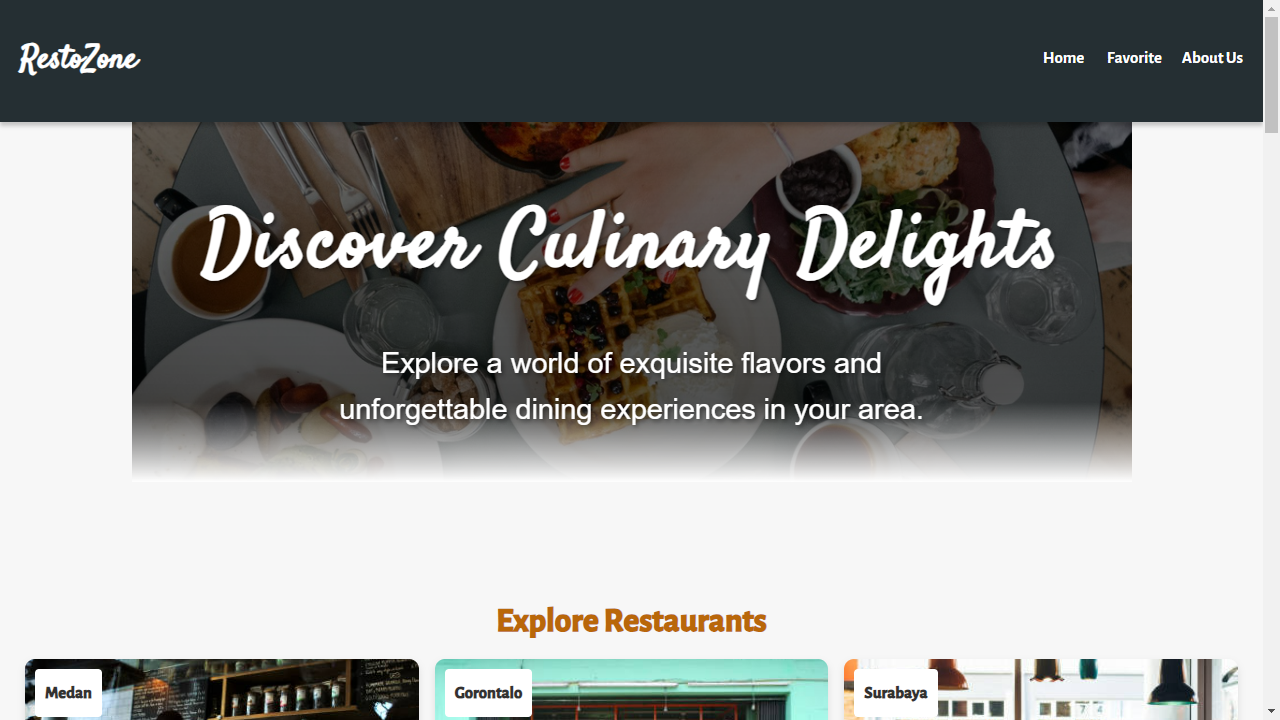 RestoZone
Home Favorite About Us
Discover Culinary Delights
Explore a world of exquisite flavors and
unforgettable dining experiences in your area.
Explore Restaurants
Medan
Gorontalo
Surabaya